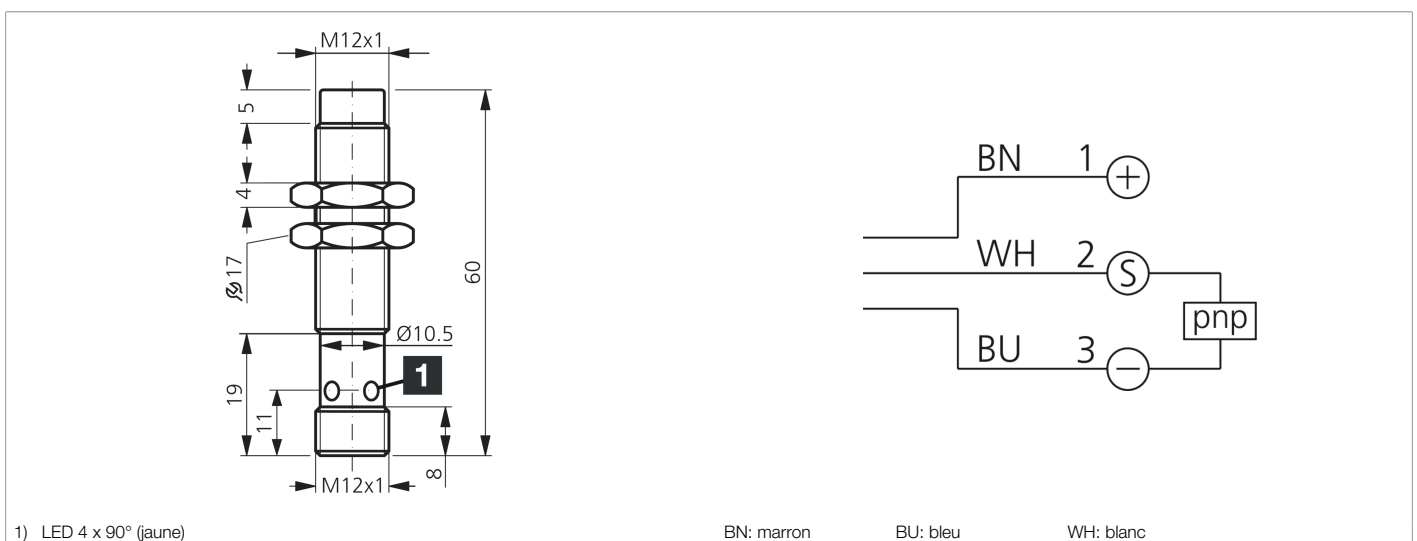 M12x1
5
4
17
60
Ø10.5
1
19
11
8
M12x1
BN 1 +
WH 2 S
pnp
BU 3 −
1) LED 4 x 90° (jaune)
BN: marron BU: bleu WH: blanc